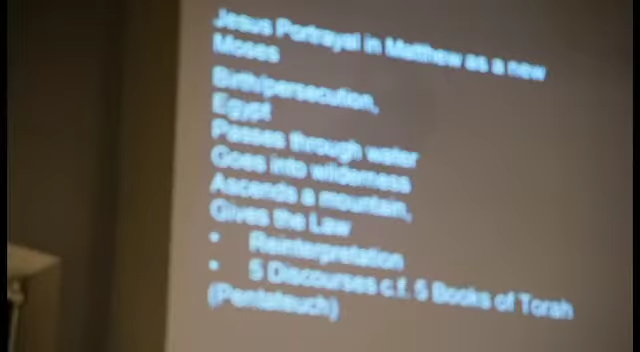 Jesus Portrayal in Matthew as a new
Moses
Birth/persecution,
Egypt
Passes through water
Goes into wilderness
Ascends a mountain,
Gives the Law
• Reinterpretation
• 5 Discourses c.f. 5 Books of Torah
(Pentateuch)